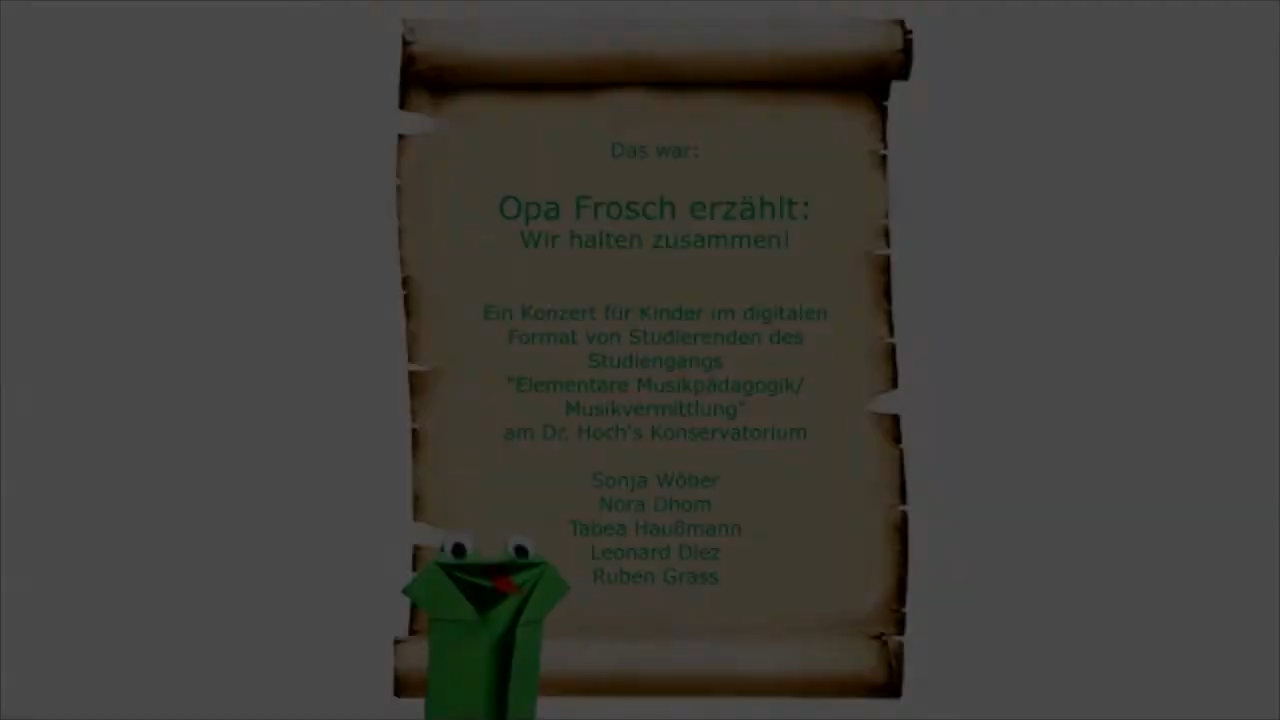 Das war:
Opa Frosch erzählt:
Wir halten zusammen!
Ein Konzert für Kinder im digitalen
Format von Studierenden des
Studiengangs
"Elementare Musikpädagogik/
Musikvermittlung"
am Dr. Hoch's Konservatorium
Sonja Wöber
Nora Dhom
Tabea Haußmann
Leonard Diez
Ruben Grass